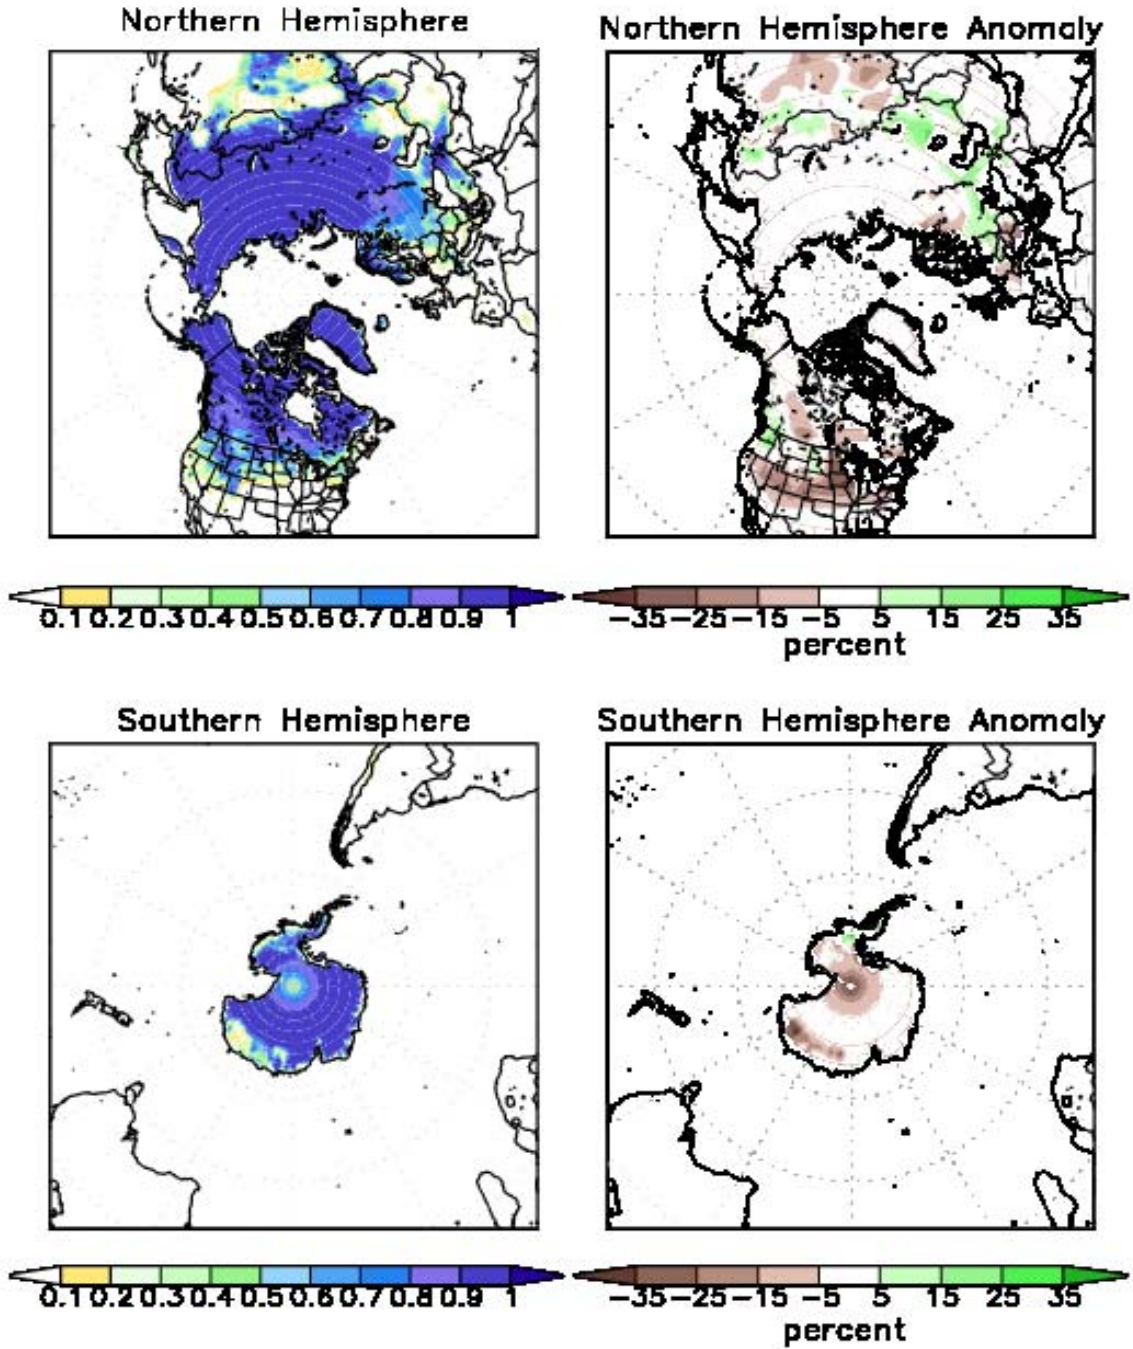 Northern Hemisphere
Northern Hemisphere Anomaly
0.1 0.2 0.3 0.4 0.5 0.6 0.7 0.8 0.9 1
-35 -25 -15 -5 5 15 25 35
percent
Southern Hemisphere
Southern Hemisphere Anomaly
0.1 0.2 0.3 0.4 0.5 0.6 0.7 0.8 0.9 1
-35 -25 -15 -5 5 15 25 35
percent